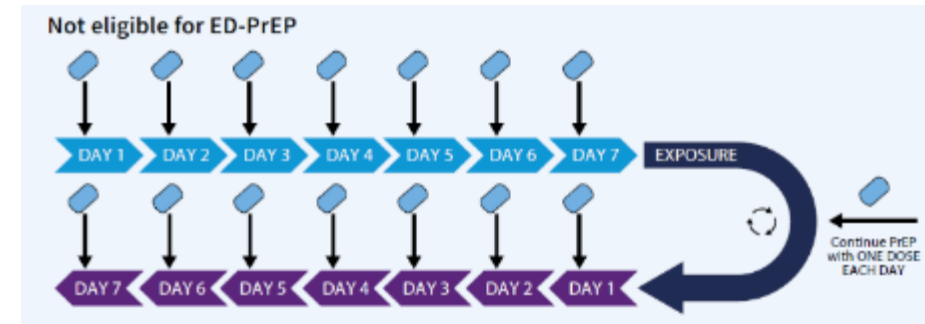 Not eligible for ED-PrEP
DAY 1 DAY 2 DAY 3 DAY 4 DAY 5 DAY 6 DAY 7 EXPOSURE
Continue PrEP
with ONE DOSE
EACH DAY
DAY 7 DAY 6 DAY 5 DAY 4 DAY 3 DAY 2 DAY 1